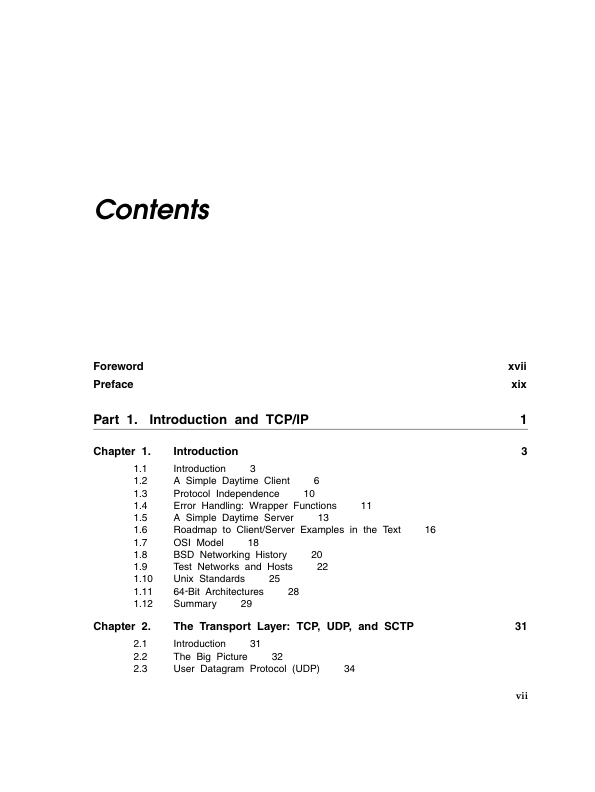 Contents
Foreword xvii
Preface xix
Part 1. Introduction and TCP/IP 1
Chapter 1. Introduction 3
1.1 Introduction 3
1.2 A Simple Daytime Client 6
1.3 Protocol Independence 10
1.4 Error Handling: Wrapper Functions 11
1.5 A Simple Daytime Server 13
1.6 Roadmap to Client/Server Examples in the Text 16
1.7 OSI Model 18
1.8 BSD Networking History 20
1.9 Test Networks and Hosts 22
1.10 Unix Standards 25
1.11 64-Bit Architectures 28
1.12 Summary 29
Chapter 2. The Transport Layer: TCP, UDP, and SCTP 31
2.1 Introduction 31
2.2 The Big Picture 32
2.3 User Datagram Protocol (UDP) 34
vii